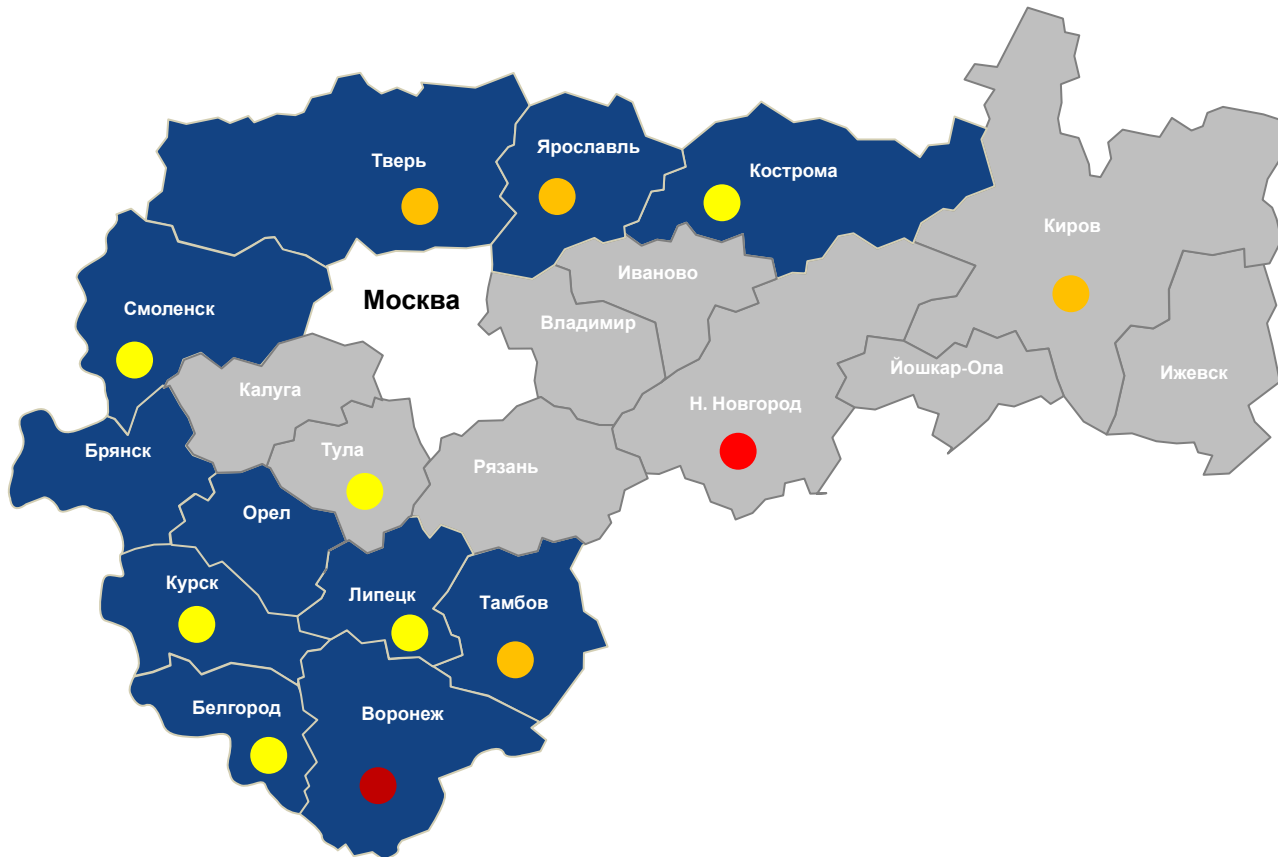 Тверь
Ярославль
Кострома
Киров
Иваново
Москва
Смоленск
Владимир
Йошкар-Ола
Ижевск
Калуга
Н. Новгород
Брянск
Тула
Рязань
Орел
Курск
Липецк
Тамбов
Белгород
Воронеж